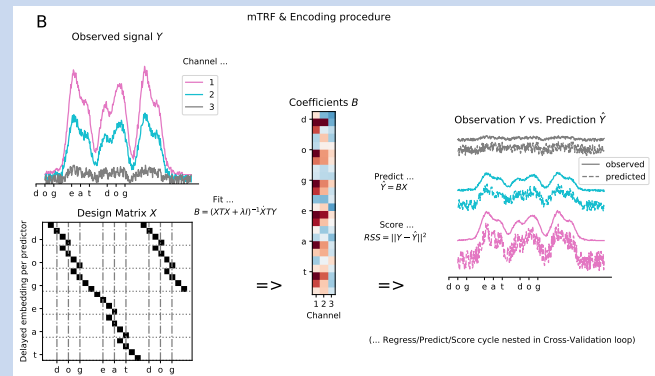 B
mTRF & Encoding procedure
Observed signal Y
Channel ...
1
2
3
d o g e a t d o g
Design Matrix X
Delayed embedding per predictor
d
o
g
e
a
t
d o g e a t d o g
Fit ...
B = (XTX + λI)⁻¹ẊTY
=>
Coefficients B
d
o
g
e
a
t
1 2 3
Channel
=>
Predict ...
Ŷ = BX
Score ...
RSS = ||Y − Ŷ||²
Observation Y vs. Prediction Ŷ
observed
predicted
d o g e a t d o g
(... Regress/Predict/Score cycle nested in Cross-Validation loop)